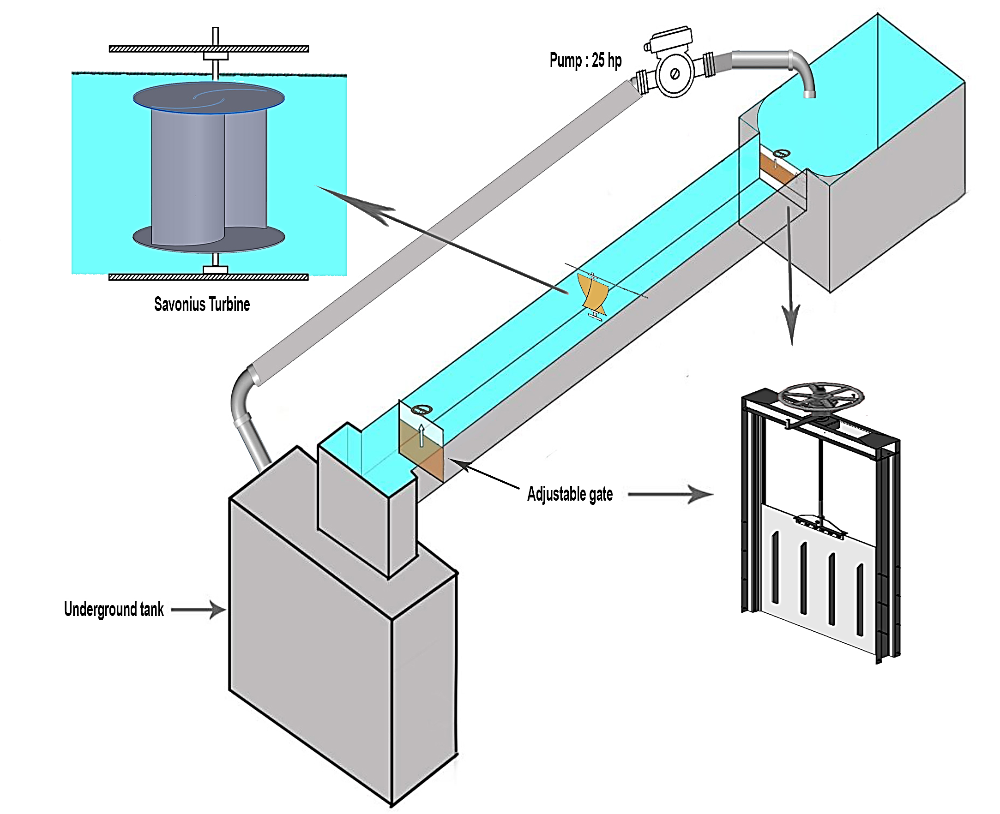 Pump : 25 hp
Savonius Turbine
Adjustable gate
Underground tank